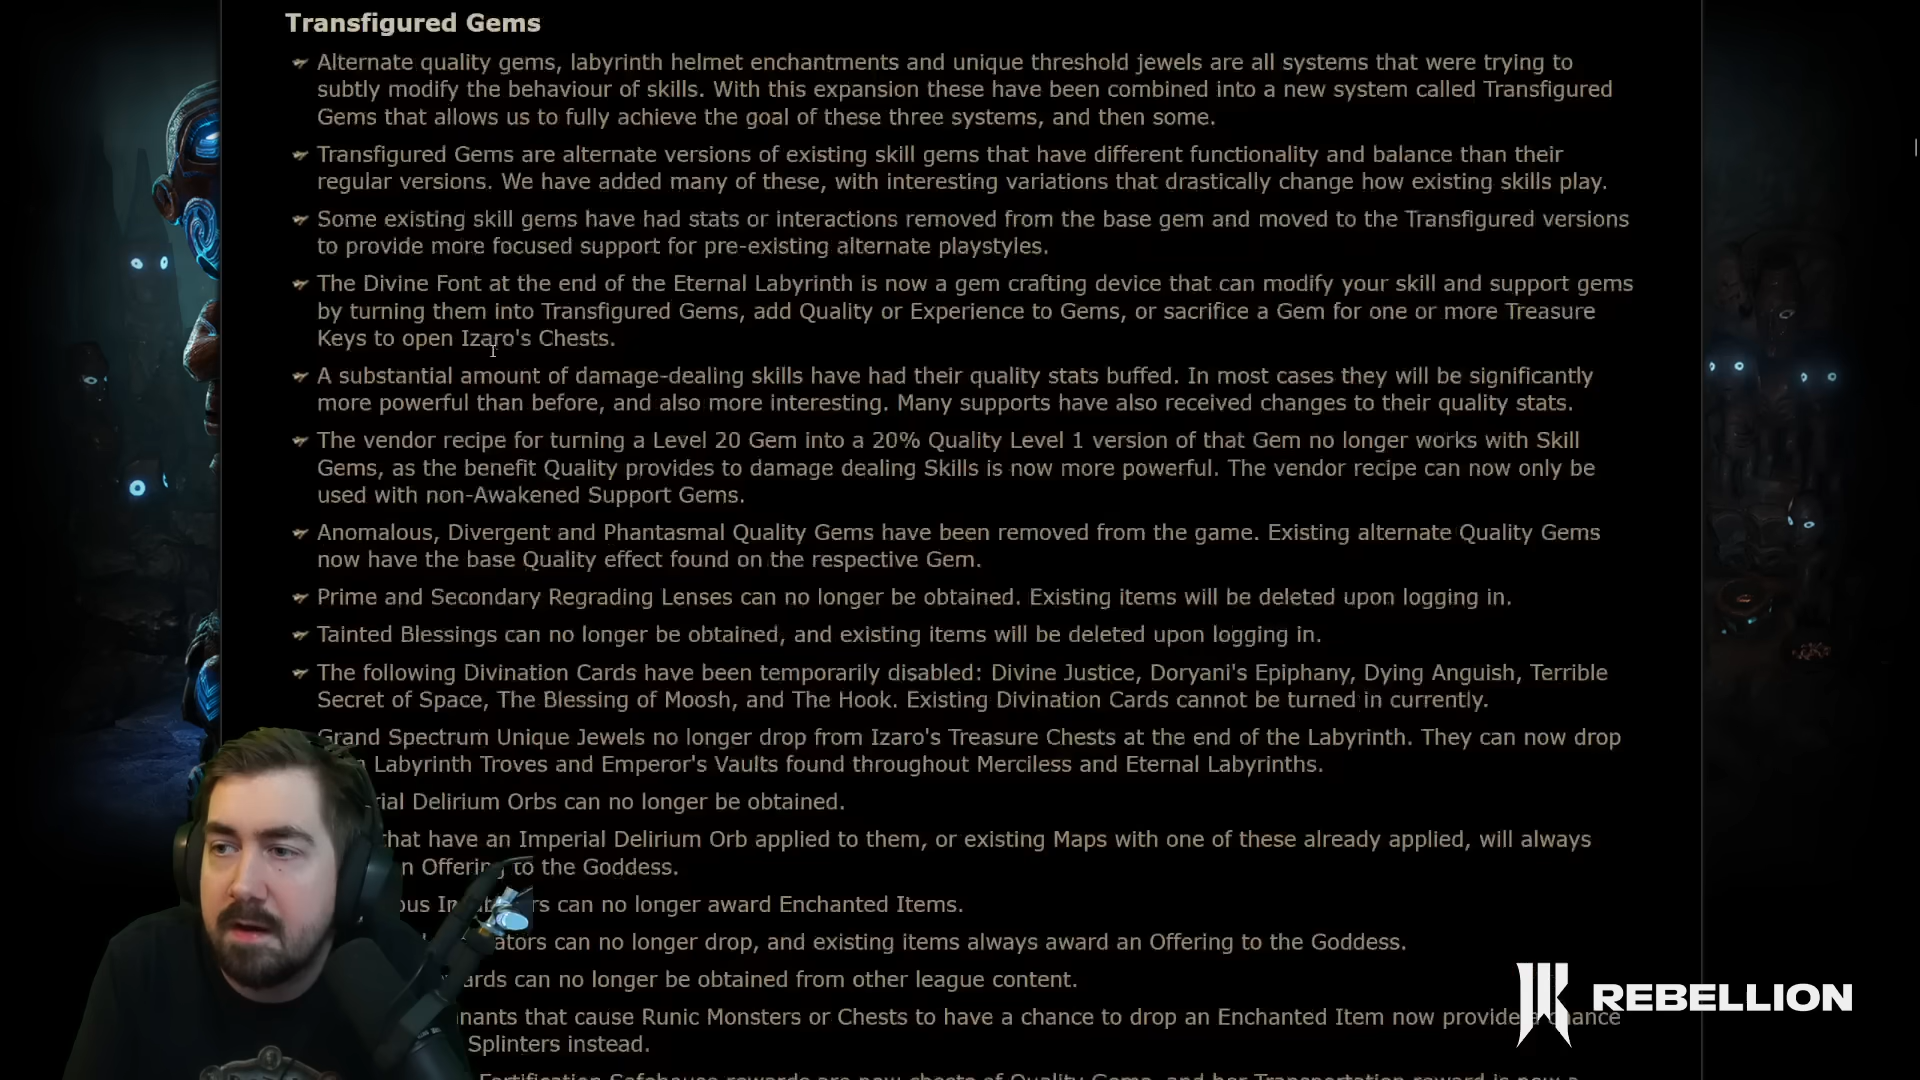 Transfigured Gems
Alternate quality gems, labyrinth helmet enchantments and unique threshold jewels are all systems that were trying to
subtly modify the behaviour of skills. With this expansion these have been combined into a new system called Transfigured
Gems that allows us to fully achieve the goal of these three systems, and then some.
Transfigured Gems are alternate versions of existing skill gems that have different functionality and balance than their
regular versions. We have added many of these, with interesting variations that drastically change how existing skills play.
Some existing skill gems have had stats or interactions removed from the base gem and moved to the Transfigured versions
to provide more focused support for pre-existing alternate playstyles.
The Divine Font at the end of the Eternal Labyrinth is now a gem crafting device that can modify your skill and support gems
by turning them into Transfigured Gems, add Quality or Experience to Gems, or sacrifice a Gem for one or more Treasure
Keys to open Izaro's Chests.
A substantial amount of damage-dealing skills have had their quality stats buffed. In most cases they will be significantly
more powerful than before, and also more interesting. Many supports have also received changes to their quality stats.
The vendor recipe for turning a Level 20 Gem into a 20% Quality Level 1 version of that Gem no longer works with Skill
Gems, as the benefit Quality provides to damage dealing Skills is now more powerful. The vendor recipe can now only be
used with non-Awakened Support Gems.
Anomalous, Divergent and Phantasmal Quality Gems have been removed from the game. Existing alternate Quality Gems
now have the base Quality effect found on the respective Gem.
Prime and Secondary Regrading Lenses can no longer be obtained. Existing items will be deleted upon logging in.
Tainted Blessings can no longer be obtained, and existing items will be deleted upon logging in.
The following Divination Cards have been temporarily disabled: Divine Justice, Doryani's Epiphany, Dying Anguish, Terrible
Secret of Space, The Blessing of Moosh, and The Hook. Existing Divination Cards cannot be turned in currently.
Grand Spectrum Unique Jewels no longer drop from Izaro's Treasure Chests at the end of the Labyrinth. They can now drop
Labyrinth Troves and Emperor's Vaults found throughout Merciless and Eternal Labyrinths.
rial Delirium Orbs can no longer be obtained.
that have an Imperial Delirium Orb applied to them, or existing Maps with one of these already applied, will always
n Offering to the Goddess.
ous In rs can no longer award Enchanted Items.
ators can no longer drop, and existing items always award an Offering to the Goddess.
ards can no longer be obtained from other league content.
nants that cause Runic Monsters or Chests to have a chance to drop an Enchanted Item now provide a chance
Splinters instead.
REBELLION